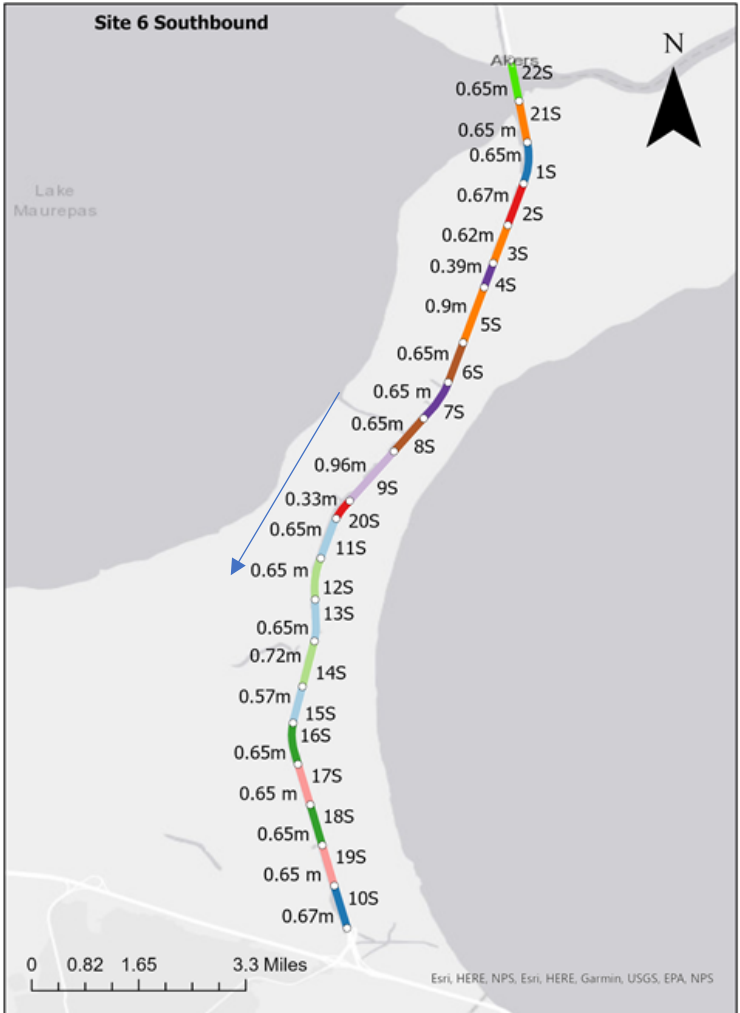 Site 6 Southbound
N
Akers
22S
0.65m
21S
0.65 m
0.65m
1S
Lake
Maurepas
0.67m
2S
0.62m
3S
0.39m
4S
0.9m
5S
0.65m
6S
0.65 m
7S
0.65m
8S
0.96m
9S
0.33m
20S
0.65m
11S
0.65 m
12S
13S
0.65m
0.72m
14S
0.57m
15S
16S
0.65m
17S
0.65 m
18S
0.65m
19S
0.65 m
10S
0.67m
0 0.82 1.65 3.3 Miles
Esri, HERE, NPS, Esri, HERE, Garmin, USGS, EPA, NPS